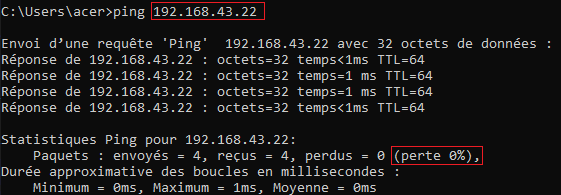 C:\Users\acer>ping 192.168.43.22
Envoi d’une requête 'Ping'  192.168.43.22 avec 32 octets de données :
Réponse de 192.168.43.22 : octets=32 temps<1ms TTL=64
Réponse de 192.168.43.22 : octets=32 temps=1 ms TTL=64
Réponse de 192.168.43.22 : octets=32 temps=1 ms TTL=64
Réponse de 192.168.43.22 : octets=32 temps<1ms TTL=64
Statistiques Ping pour 192.168.43.22:
    Paquets : envoyés = 4, reçus = 4, perdus = 0 (perte 0%),
Durée approximative des boucles en millisecondes :
    Minimum = 0ms, Maximum = 1ms, Moyenne = 0ms